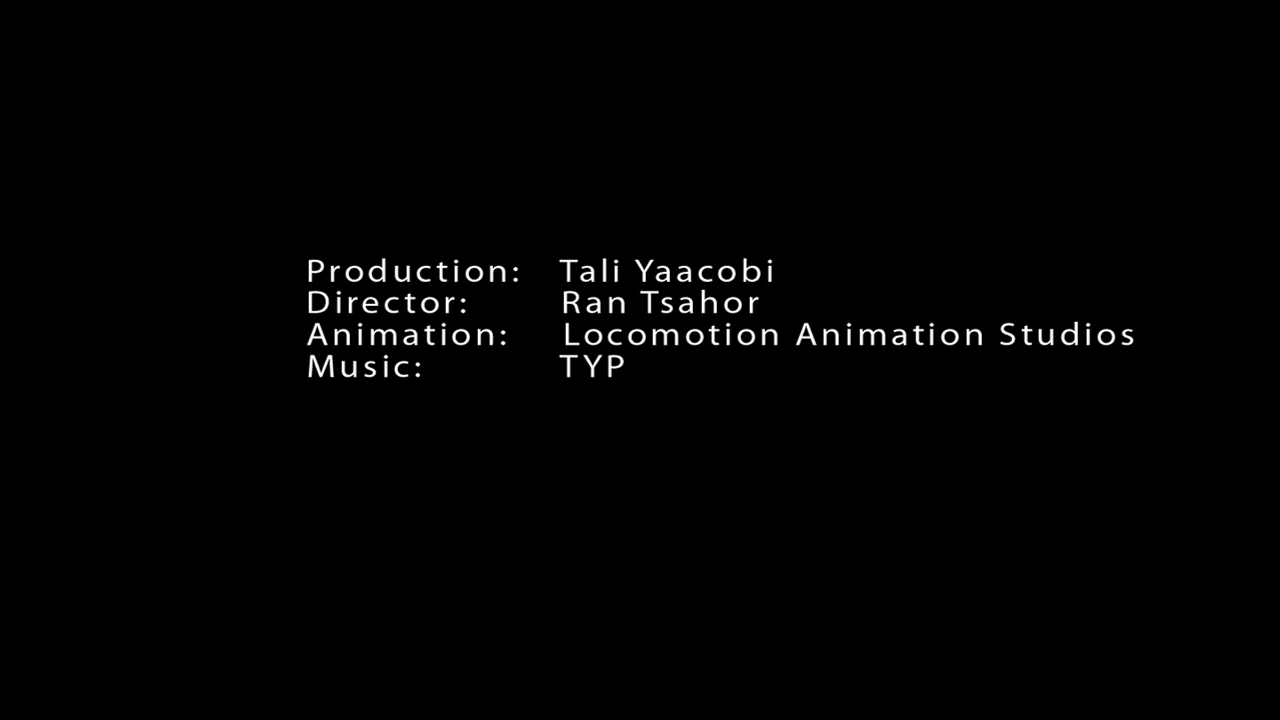 Production: Tali Yaacobi
Director: Ran Tsahor
Animation: Locomotion Animation Studios
Music: TYP